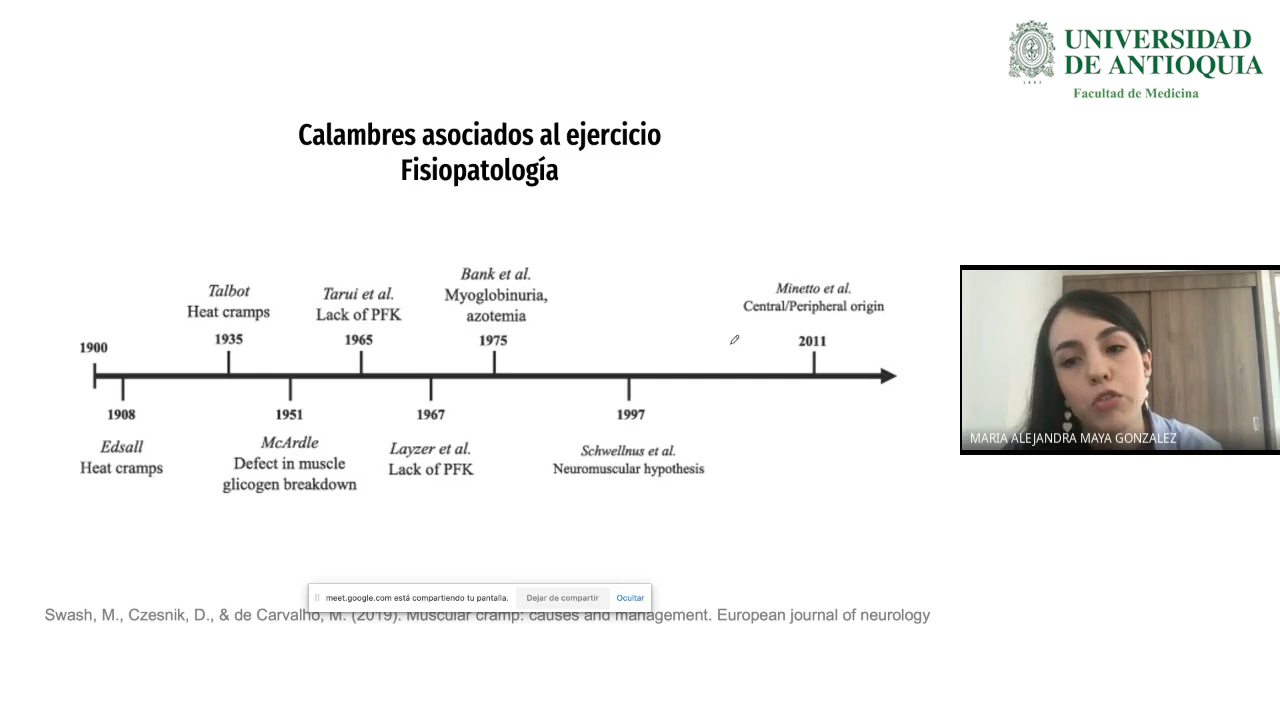 UNIVERSIDAD
DE ANTIOQUIA
1803
Facultad de Medicina
Calambres asociados al ejercicio
Fisiopatología
Bank et al.
Myoglobinuria,
azotemia
1975
Talbot
Heat cramps
1935
Tarui et al.
Lack of PFK
1965
Minetto et al.
Central/Peripheral origin
2011
1900
1908
Edsall
Heat cramps
1951
McArdle
Defect in muscle
glicogen breakdown
1967
Layzer et al.
Lack of PFK
1997
Schwellnus et al.
Neuromuscular hypothesis
MARIA ALEJANDRA MAYA GONZALEZ
meet.google.com está compartiendo tu pantalla.
Dejar de compartir
Ocultar
Swash, M., Czesnik, D., & de Carvalho, M. (2019). Muscular cramp: causes and management. European journal of neurology